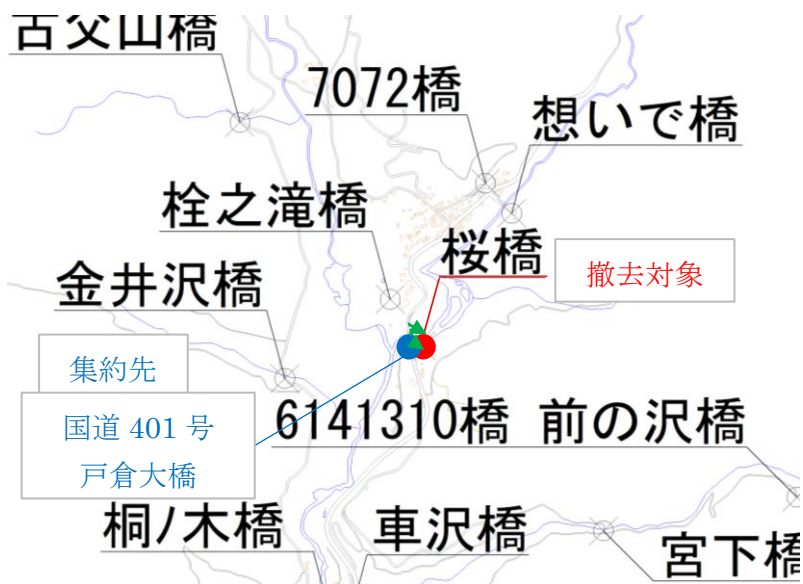 古父山橋
7072橋
想いで橋
栓之滝橋
桜橋
撤去対象
金井沢橋
集約先
国道 401 号
戸倉大橋
6141310橋
前の沢橋
桐ノ木橋
車沢橋
宮下橋